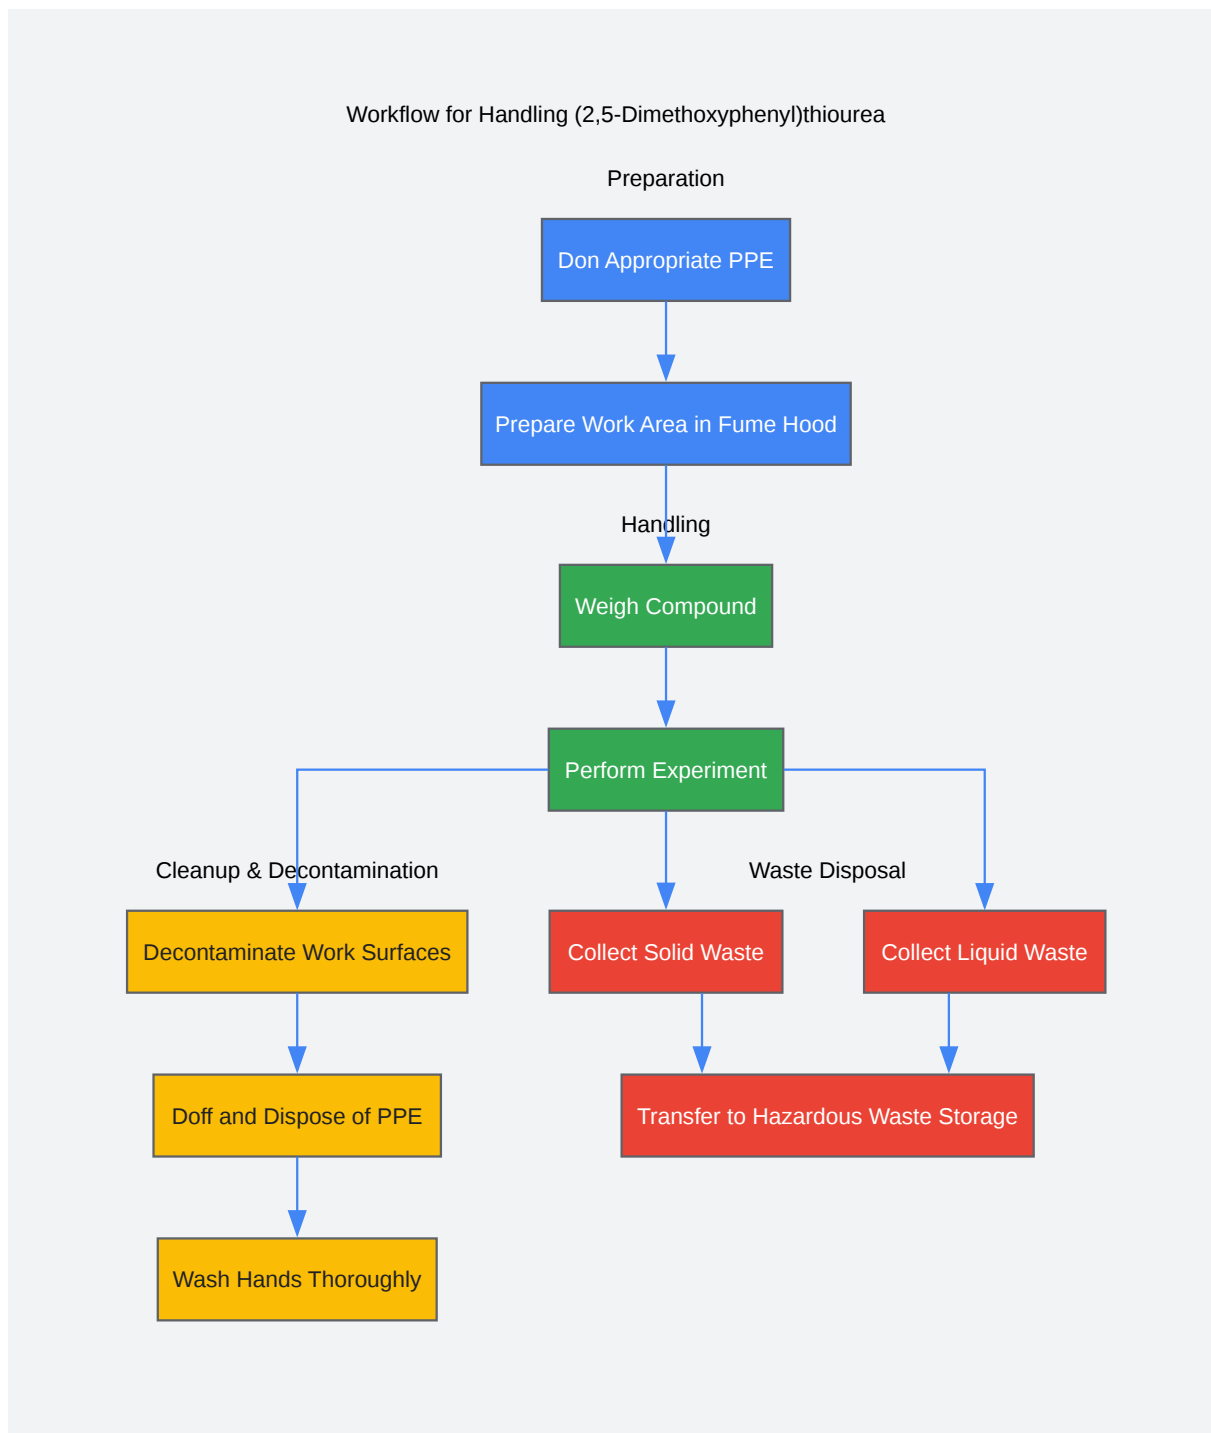 Workflow for Handling (2,5-Dimethoxyphenyl)thiourea
Preparation
Don Appropriate PPE
Prepare Work Area in Fume Hood
Handling
Weigh Compound
Perform Experiment
Cleanup & Decontamination
Waste Disposal
Decontaminate Work Surfaces
Collect Solid Waste
Collect Liquid Waste
Doff and Dispose of PPE
Transfer to Hazardous Waste Storage
Wash Hands Thoroughly